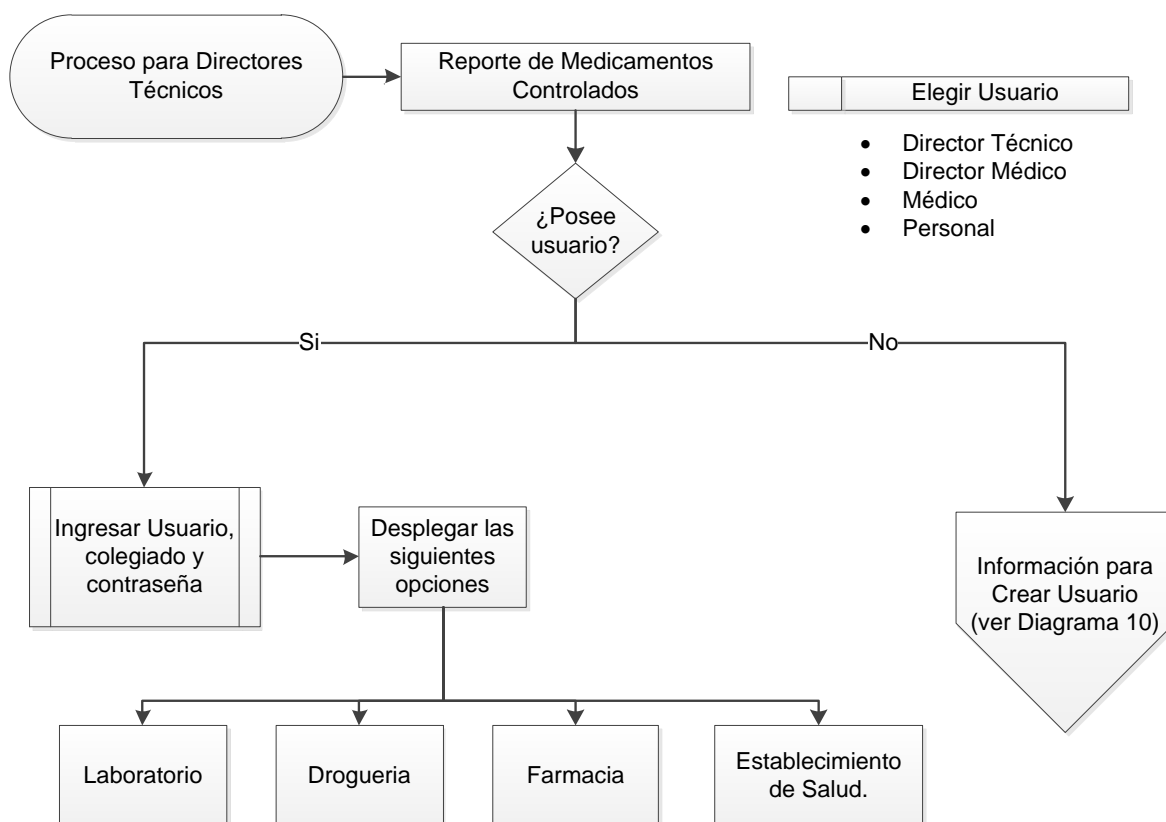 Proceso para Directores
Técnicos
Reporte de Medicamentos
Controlados
Elegir Usuario
• Director Técnico
• Director Médico
• Médico
• Personal
¿Posee
usuario?
Si
No
Ingresar Usuario,
colegiado y
contraseña
Desplegar las
siguientes
opciones
Información para
Crear Usuario
(ver Diagrama 10)
Laboratorio
Drogueria
Farmacia
Establecimiento
de Salud.